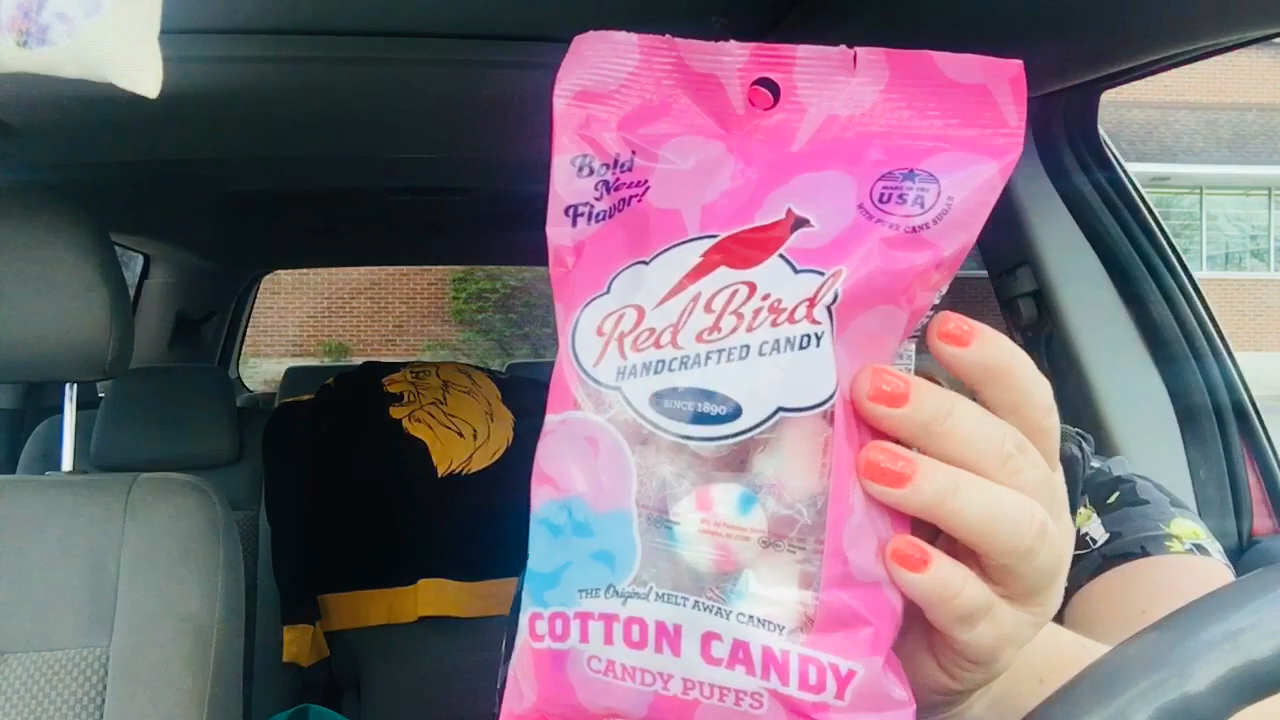 Bold
New
Flavor!
MADE IN THE
USA
WITH PURE CANE SUGAR
Red Bird
HANDCRAFTED CANDY
SINCE 1890
THE Original MELT AWAY CANDY
COTTON CANDY
CANDY PUFFS